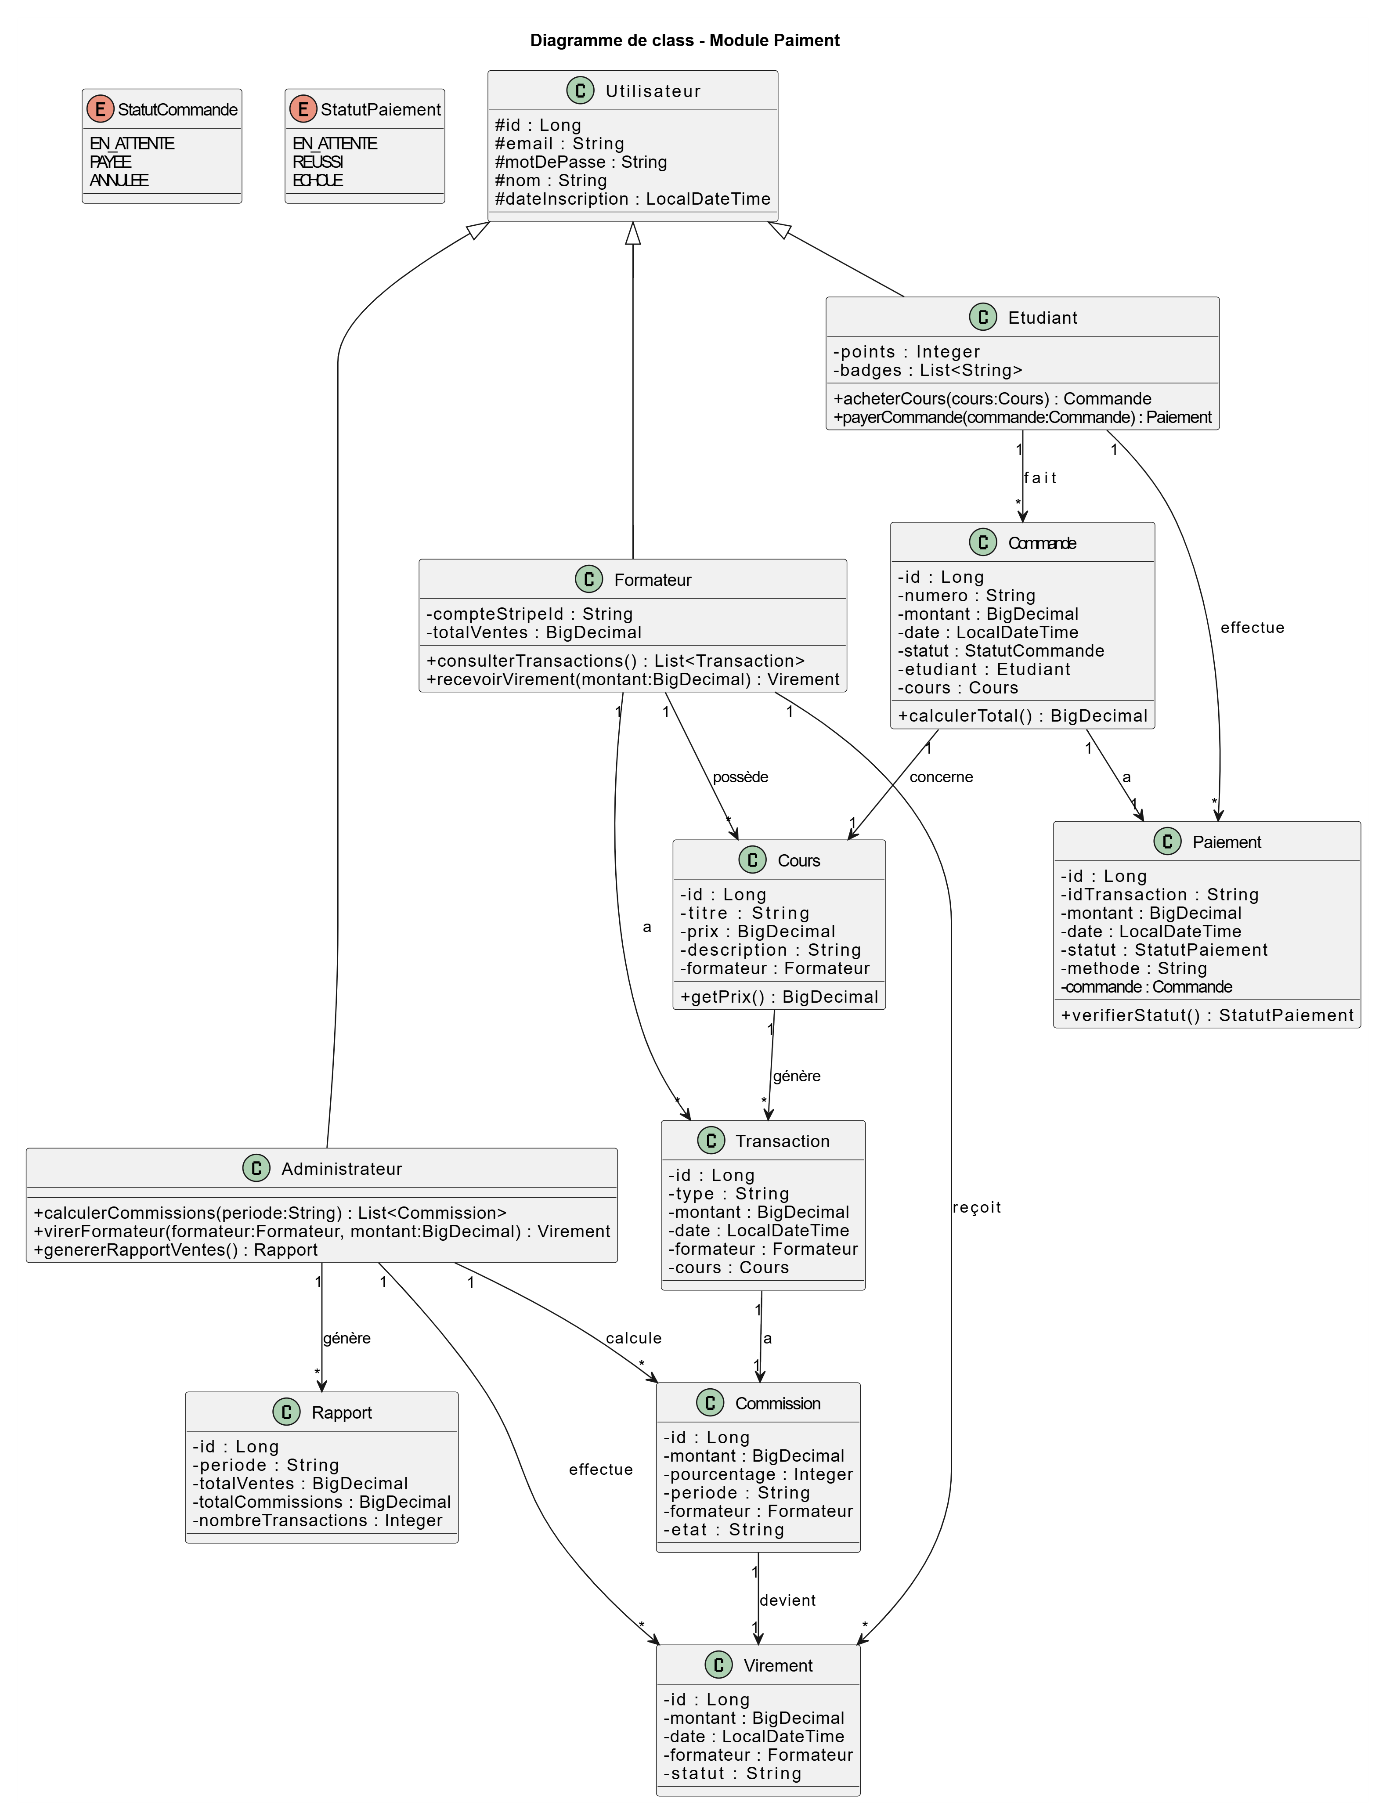 Diagramme de class - Module Paiment
E StatutCommande
EN_ATTENTE
PAYEE
ANNULEE
E StatutPaiement
EN_ATTENTE
REUSSI
ECHOUE
C Utilisateur
#id : Long
#email : String
#motDePasse : String
#nom : String
#dateInscription : LocalDateTime
C Etudiant
-points : Integer
-badges : List<String>
+acheterCours(cours:Cours) : Commande
+payerCommande(commande:Commande) : Paiement
1
1
fait
*
effectue
*
C Commande
-id : Long
-numero : String
-montant : BigDecimal
-date : LocalDateTime
-statut : StatutCommande
-etudiant : Etudiant
-cours : Cours
+calculerTotal() : BigDecimal
C Formateur
-compteStripeId : String
-totalVentes : BigDecimal
+consulterTransactions() : List<Transaction>
+recevoirVirement(montant:BigDecimal) : Virement
1
1
1
1
1
possède
concerne
a
*
1
1
C Paiement
-id : Long
-idTransaction : String
-montant : BigDecimal
-date : LocalDateTime
-statut : StatutPaiement
-methode : String
-commande : Commande
+verifierStatut() : StatutPaiement
C Cours
-id : Long
-titre : String
-prix : BigDecimal
-description : String
-formateur : Formateur
+getPrix() : BigDecimal
a
1
génère
*
*
C Transaction
-id : Long
-type : String
-montant : BigDecimal
-date : LocalDateTime
-formateur : Formateur
-cours : Cours
reçoit
C Administrateur
+calculerCommissions(periode:String) : List<Commission>
+virerFormateur(formateur:Formateur, montant:BigDecimal) : Virement
+genererRapportVentes() : Rapport
1
1
1
1
génère
calcule
a
*
*
1
C Rapport
-id : Long
-periode : String
-totalVentes : BigDecimal
-totalCommissions : BigDecimal
-nombreTransactions : Integer
effectue
C Commission
-id : Long
-montant : BigDecimal
-pourcentage : Integer
-periode : String
-formateur : Formateur
-etat : String
1
devient
*
1
*
C Virement
-id : Long
-montant : BigDecimal
-date : LocalDateTime
-formateur : Formateur
-statut : String